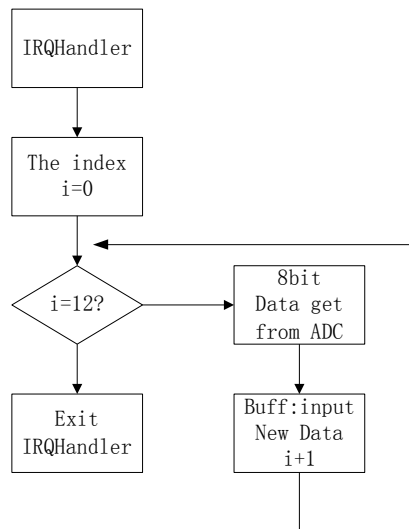 IRQHandler
The index
i=0
i=12?
8bit
Data get
from ADC
Exit
IRQHandler
Buff:input
New Data
i+1